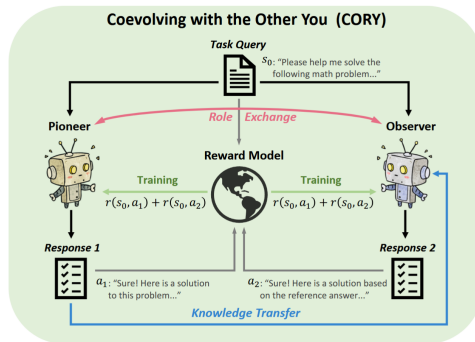 Coevolving with the Other You (CORY)
Task Query
s₀: “Please help me solve the
following math problem...”
Pioneer
Role Exchange
Observer
Reward Model
Training
Training
r(s₀, a₁) + r(s₀, a₂)
r(s₀, a₁) + r(s₀, a₂)
Response 1
Response 2
a₁: “Sure! Here is a solution
to this problem...”
a₂: “Sure! Here is a solution based
on the reference answer...”
Knowledge Transfer